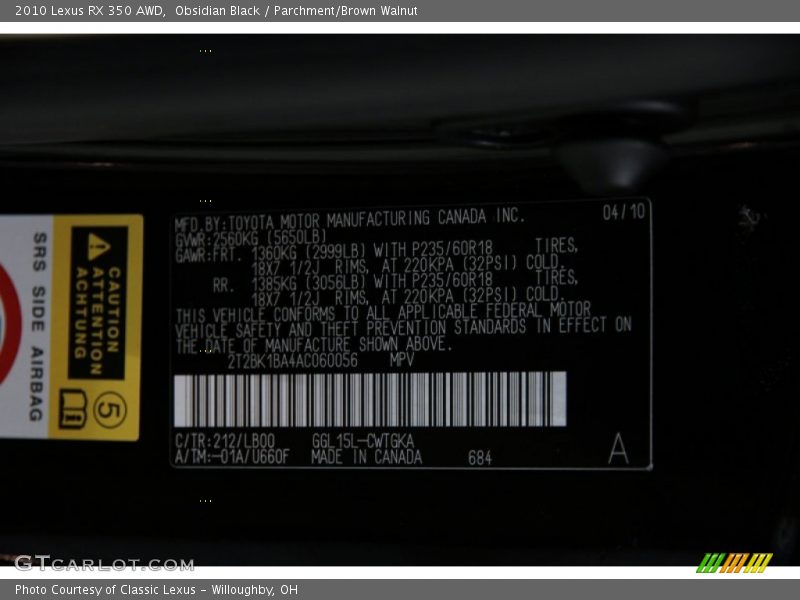 2010 Lexus RX 350 AWD,  Obsidian Black / Parchment/Brown Walnut
MFD.BY:TOYOTA MOTOR MANUFACTURING CANADA INC. 04/10
GVWR:2560KG (5650LB)
GAWR:FRT. 1360KG (2999LB) WITH P235/60R18 TIRES,
18X7 1/2J RIMS, AT 220KPA (32PSI) COLD.
RR. 1385KG (3056LB) WITH P235/60R18 TIRES,
18X7 1/2J RIMS, AT 220KPA (32PSI) COLD.
THIS VEHICLE CONFORMS TO ALL APPLICABLE FEDERAL MOTOR
VEHICLE SAFETY AND THEFT PREVENTION STANDARDS IN EFFECT ON
THE DATE OF MANUFACTURE SHOWN ABOVE.
2T2BK1BA4AC060056 MPV
C/TR:212/LB00 GGL15L-CWTGKA
A/TM:-01A/U660F MADE IN CANADA 684 A
CAUTION
ATTENTION
ACHTUNG
5
SRS SIDE AIRBAG
GTCARLOT.COM
Photo Courtesy of Classic Lexus - Willoughby, OH